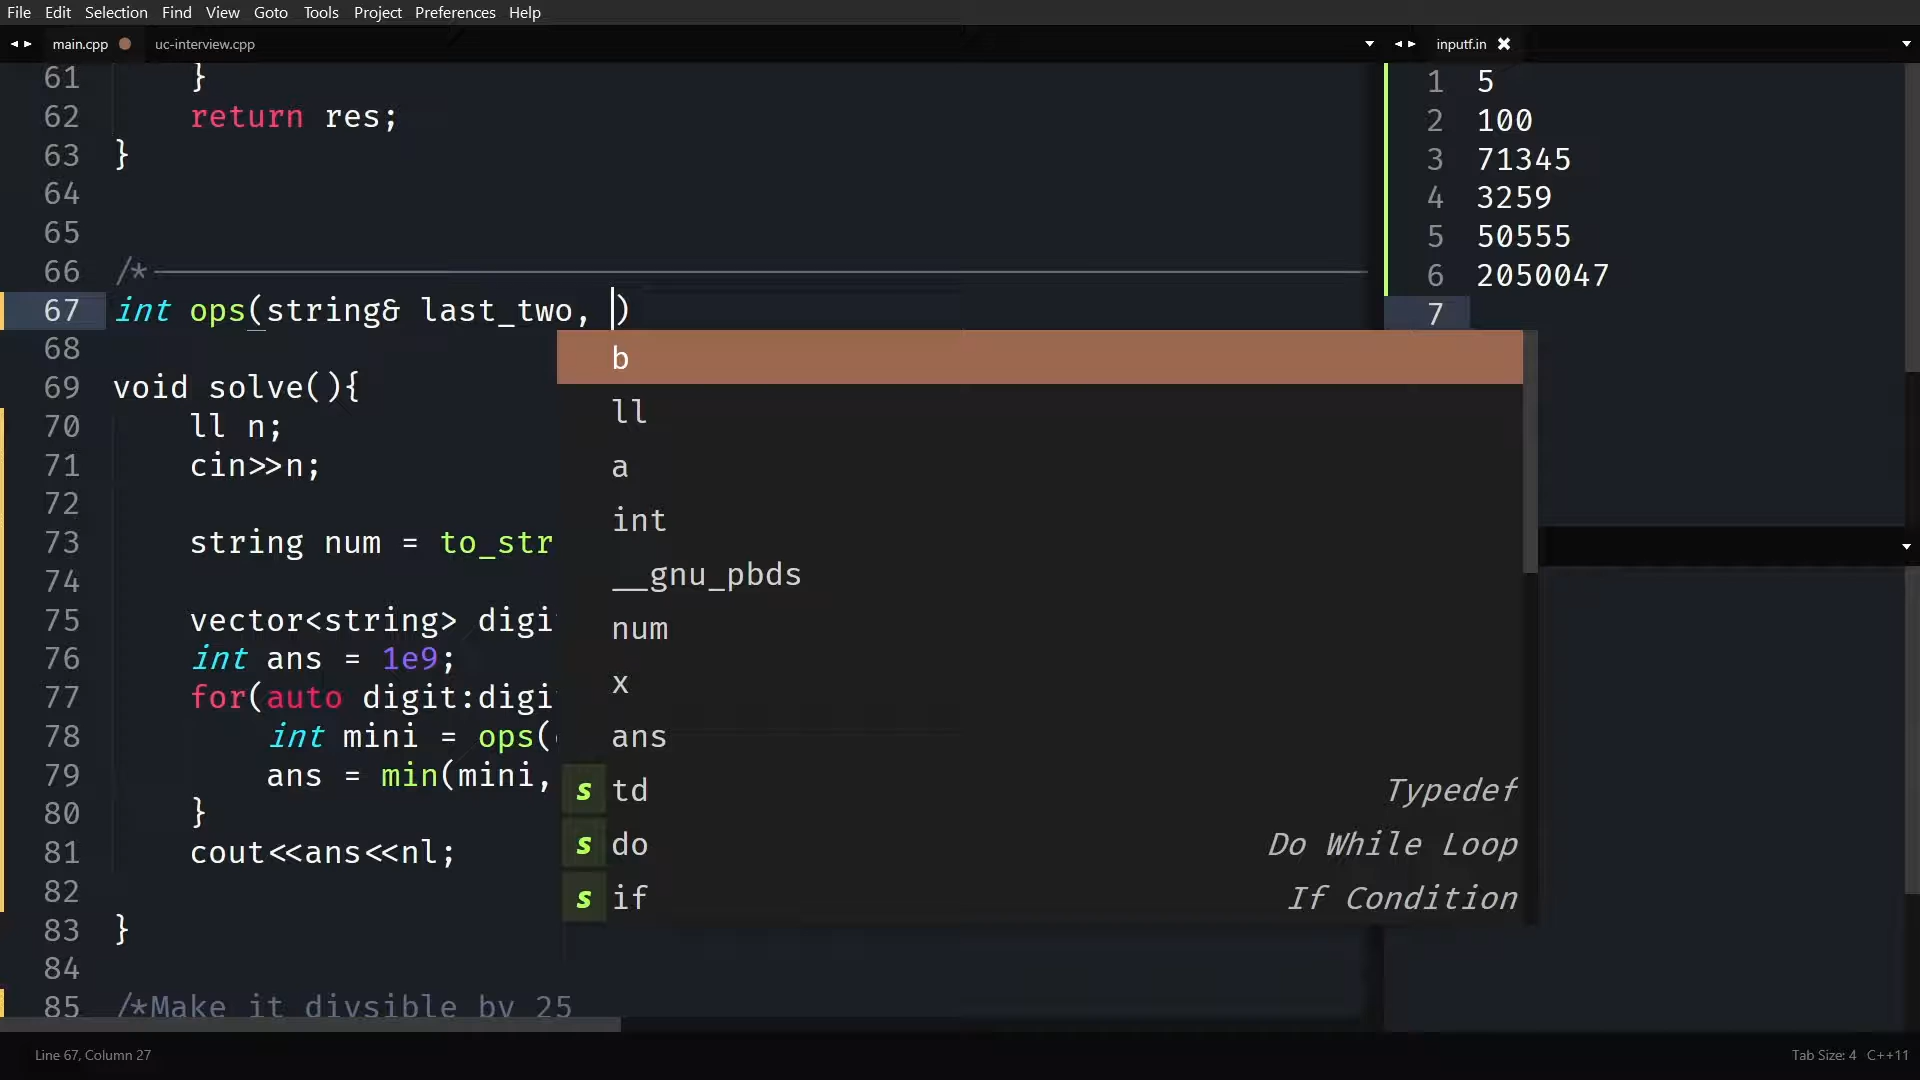 File Edit Selection Find View Goto Tools Project Preferences Help
main.cpp uc-interview.cpp
61 }
62 return res;
63 }
64
65
66 /*
67 int ops(string& last_two, )
68
69 void solve(){
70 ll n;
71 cin>>n;
72
73 string num = to_str
74
75 vector<string> digi
76 int ans = 1e9;
77 for(auto digit:digi
78 int mini = ops(
79 ans = min(mini,
80 }
81 cout<<ans<<nl;
82
83 }
84
85 /*Make it divsible by 25
b
ll
a
int
__gnu_pbds
num
x
ans
s td Typedef
s do Do While Loop
s if If Condition
inputf.in
1 5
2 100
3 71345
4 3259
5 50555
6 2050047
7
Line 67, Column 27
Tab Size: 4 C++11